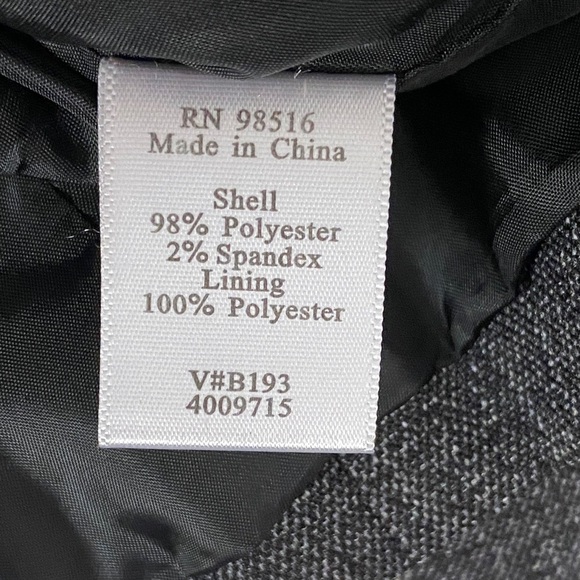 RN 98516
Made in China
Shell
98% Polyester
2% Spandex
Lining
100% Polyester
V#B193
4009715